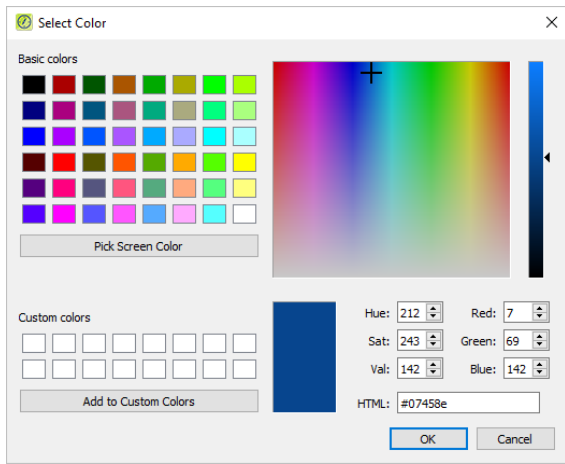 Select Color
Basic colors
Pick Screen Color
Custom colors
Add to Custom Colors
Hue: 212 Red: 7
Sat: 243 Green: 69
Val: 142 Blue: 142
HTML: #07458e
OK Cancel